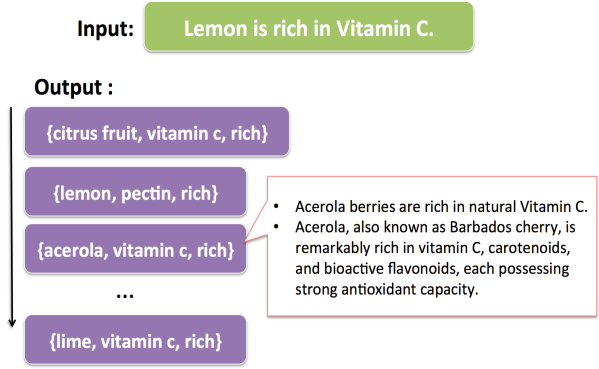 Input: Lemon is rich in Vitamin C.
Output :
{citrus fruit, vitamin c, rich}
{lemon, pectin, rich}
{acerola, vitamin c, rich}
...
{lime, vitamin c, rich}
• Acerola berries are rich in natural Vitamin C.
• Acerola, also known as Barbados cherry, is
remarkably rich in vitamin C, carotenoids,
and bioactive flavonoids, each possessing
strong antioxidant capacity.